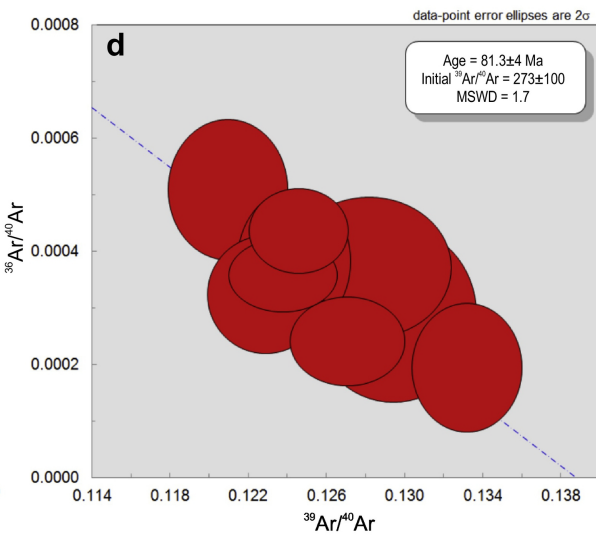 data-point error ellipses are 2σ
d
Age = 81.3±4 Ma
Initial ³⁹Ar/⁴⁰Ar = 273±100
MSWD = 1.7
³⁶Ar/⁴⁰Ar
0.0008
0.0006
0.0004
0.0002
0.0000
0.114 0.118 0.122 0.126 0.130 0.134 0.138
³⁹Ar/⁴⁰Ar